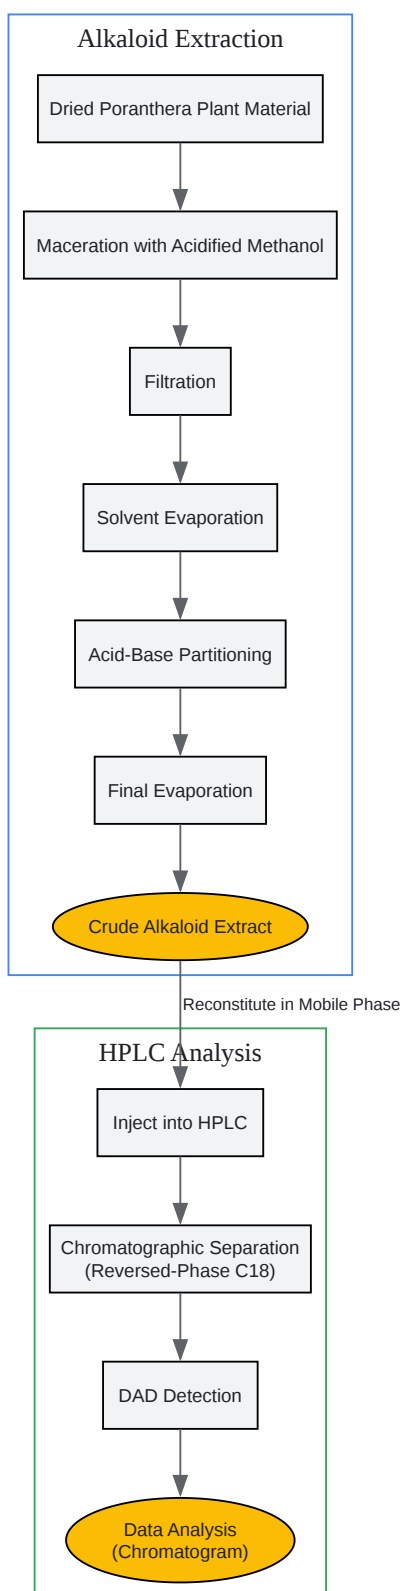 Alkaloid Extraction
Dried Poranthera Plant Material
Maceration with Acidified Methanol
Filtration
Solvent Evaporation
Acid-Base Partitioning
Final Evaporation
Crude Alkaloid Extract
Reconstitute in Mobile Phase
HPLC Analysis
Inject into HPLC
Chromatographic Separation
(Reversed-Phase C18)
DAD Detection
Data Analysis
(Chromatogram)